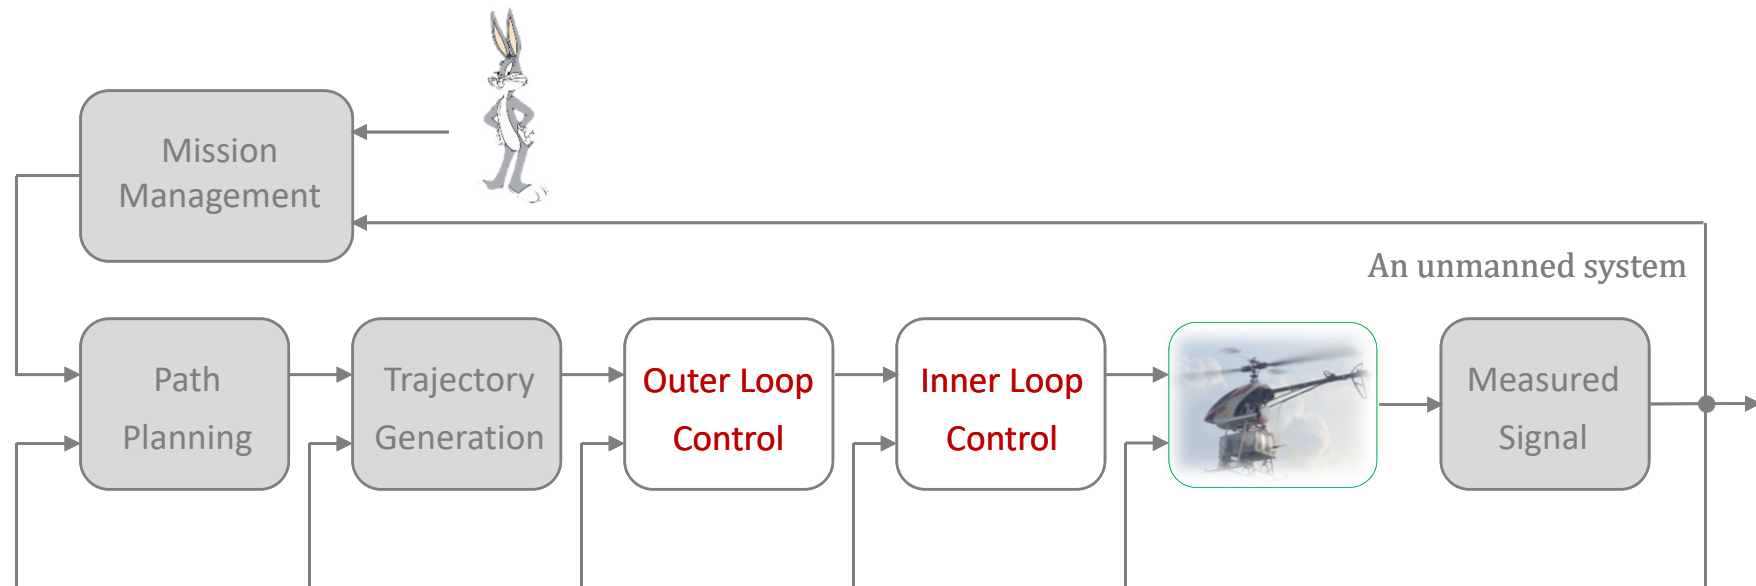 Mission
Management
An unmanned system
Path
Planning
Trajectory
Generation
Outer Loop
Control
Inner Loop
Control
Measured
Signal